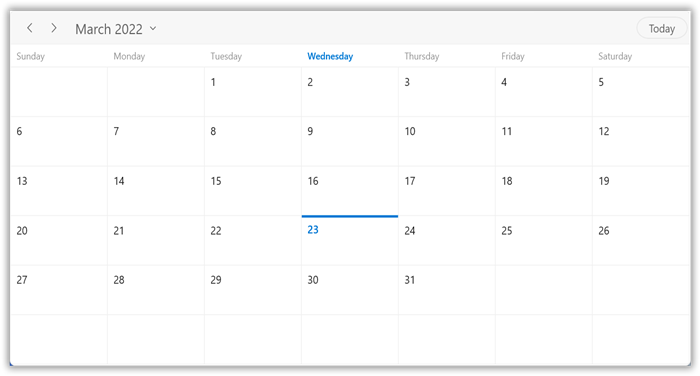 March 2022 Today
Sunday Monday Tuesday Wednesday Thursday Friday Saturday
1 2 3 4 5
6 7 8 9 10 11 12
13 14 15 16 17 18 19
20 21 22 23 24 25 26
27 28 29 30 31